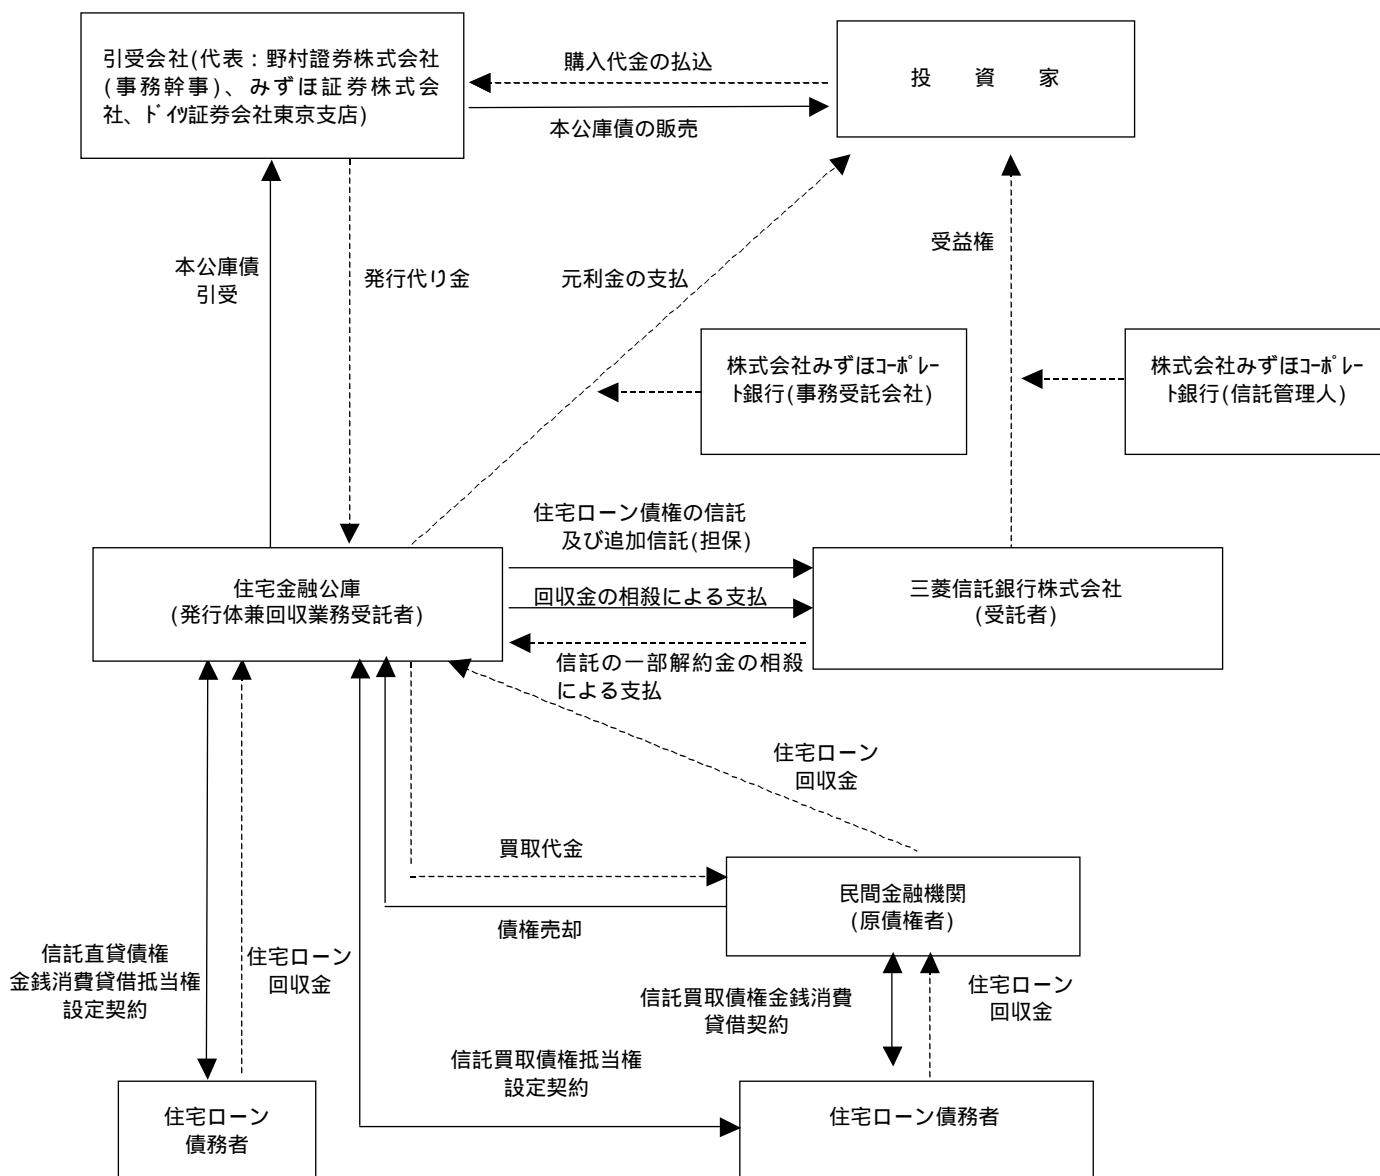 引受会社(代表：野村證券株式会社
(事務幹事)、みずほ証券株式会
社、ﾄﾞｲﾂ証券会社東京支店)
購入代金の払込
本公庫債の販売
投　資　家
本公庫債
引受
発行代り金
元利金の支払
受益権
株式会社みずほｺｰﾎﾟﾚｰ
ﾄ銀行(事務受託会社)
株式会社みずほｺｰﾎﾟﾚｰ
ﾄ銀行(信託管理人)
住宅ローン債権の信託
及び追加信託(担保)
住宅金融公庫
(発行体兼回収業務受託者)
回収金の相殺による支払
三菱信託銀行株式会社
(受託者)
信託の一部解約金の相殺
による支払
住宅ローン
回収金
買取代金
民間金融機関
(原債権者)
債権売却
信託直貸債権
金銭消費貸借抵当権
設定契約
住宅ローン
回収金
信託買取債権金銭消費
貸借契約
住宅ローン
回収金
信託買取債権抵当権
設定契約
住宅ローン
債務者
住宅ローン債務者